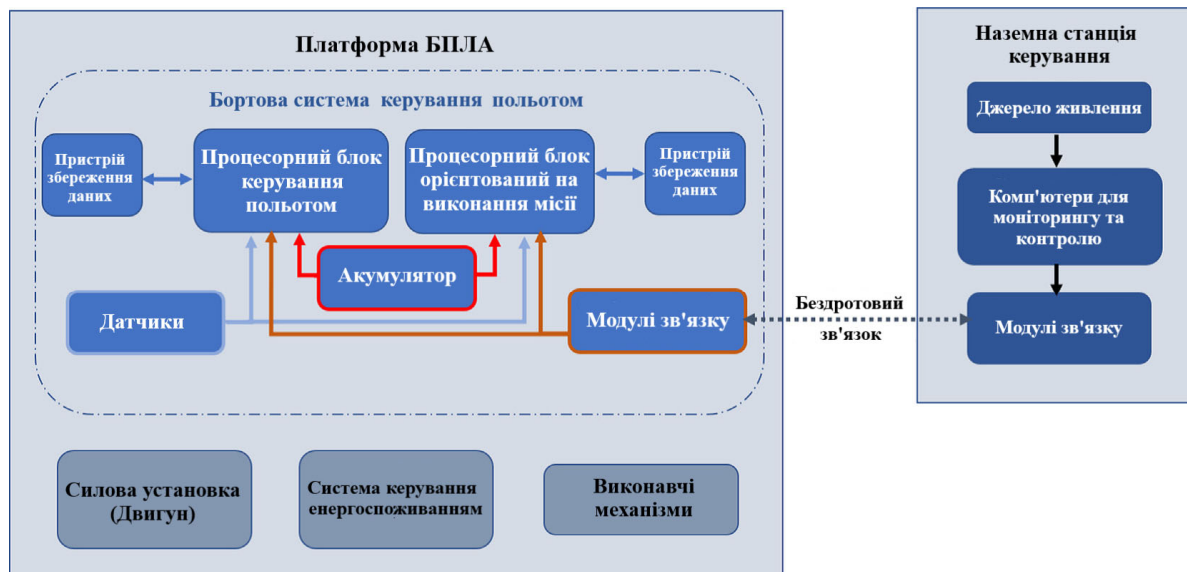 Платформа БПЛА
Бортова система керування польотом
Пристрій
збереження
даних
Процесорний блок
керування
польотом
Процесорний блок
орієнтований на
виконання місії
Пристрій
збереження
даних
Акумулятор
Датчики
Модулі зв'язку
Силова установка
(Двигун)
Система керування
енергоспоживанням
Виконавчі
механізми
Бездротовий
зв'язок
Наземна станція
керування
Джерело живлення
Комп'ютери для
моніторингу та
контролю
Модулі зв'язку